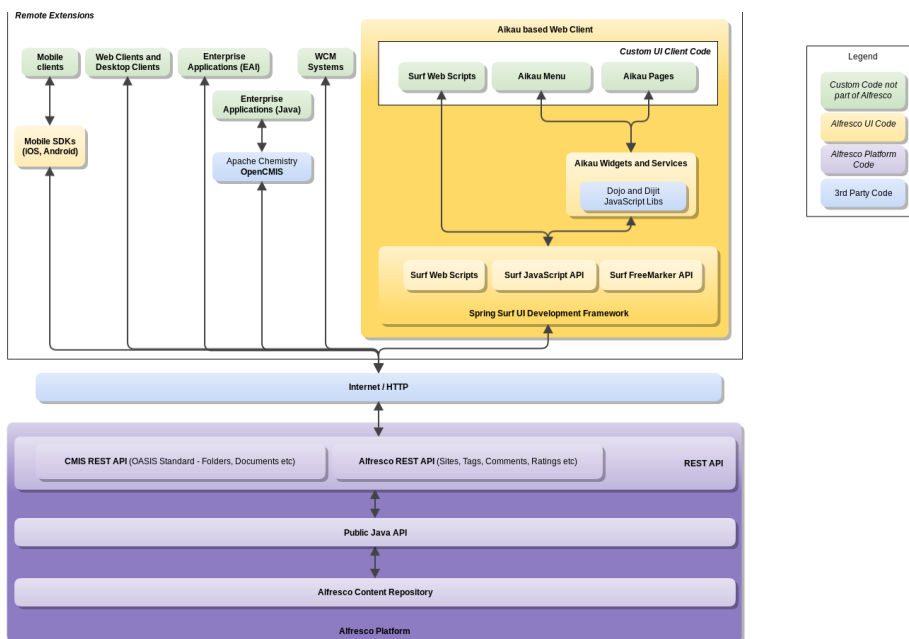 Remote Extensions
Mobile
clients
Web Clients and
Desktop Clients
Enterprise
Applications (EAI)
WCM
Systems
Enterprise
Applications (Java)
Mobile SDKs
(iOS, Android)
Apache Chemistry
OpenCMIS
Aikau based Web Client
Custom UI Client Code
Surf Web Scripts
Aikau Menu
Aikau Pages
Aikau Widgets and Services
Dojo and Dijit
JavaScript Libs
Surf Web Scripts
Surf JavaScript API
Surf FreeMarker API
Spring Surf UI Development Framework
Legend
Custom Code not
part of Alfresco
Alfresco UI Code
Alfresco Platform
Code
3rd Party Code
Internet / HTTP
CMIS REST API (OASIS Standard - Folders, Documents etc)
Alfresco REST API (Sites, Tags, Comments, Ratings etc)
REST API
Public Java API
Alfresco Content Repository
Alfresco Platform